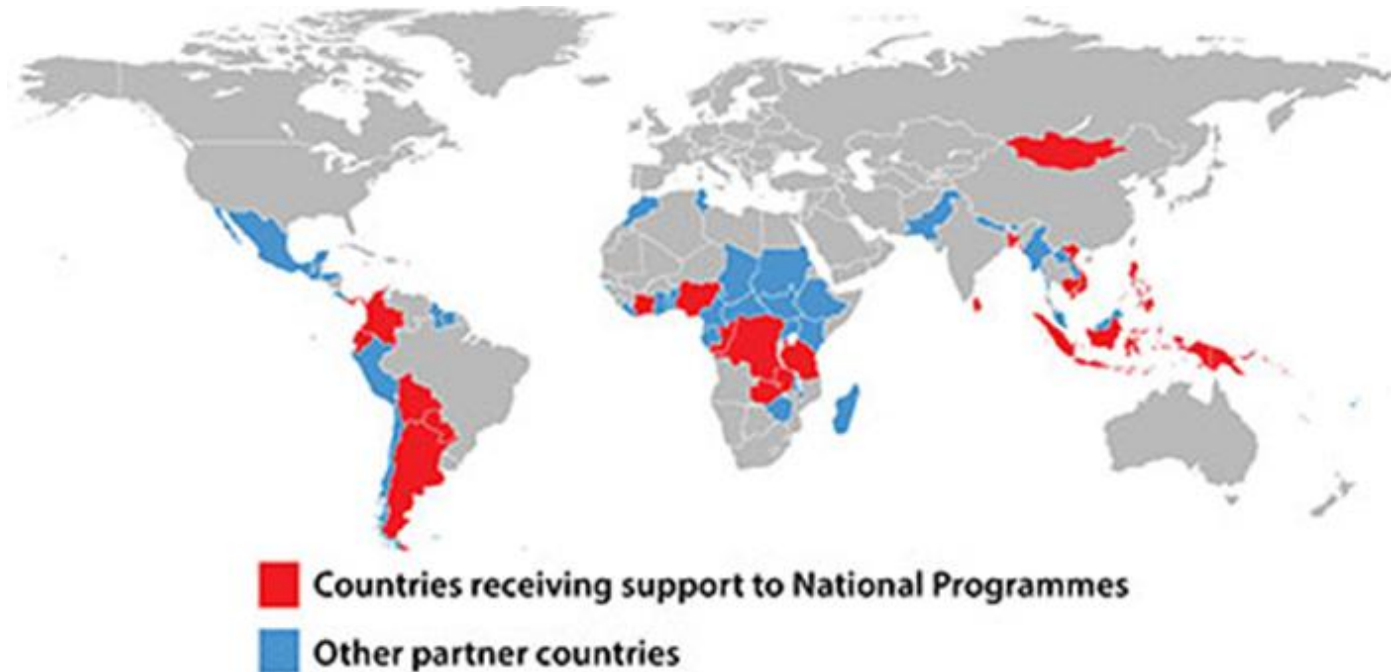 Countries receiving support to National Programmes
Other partner countries